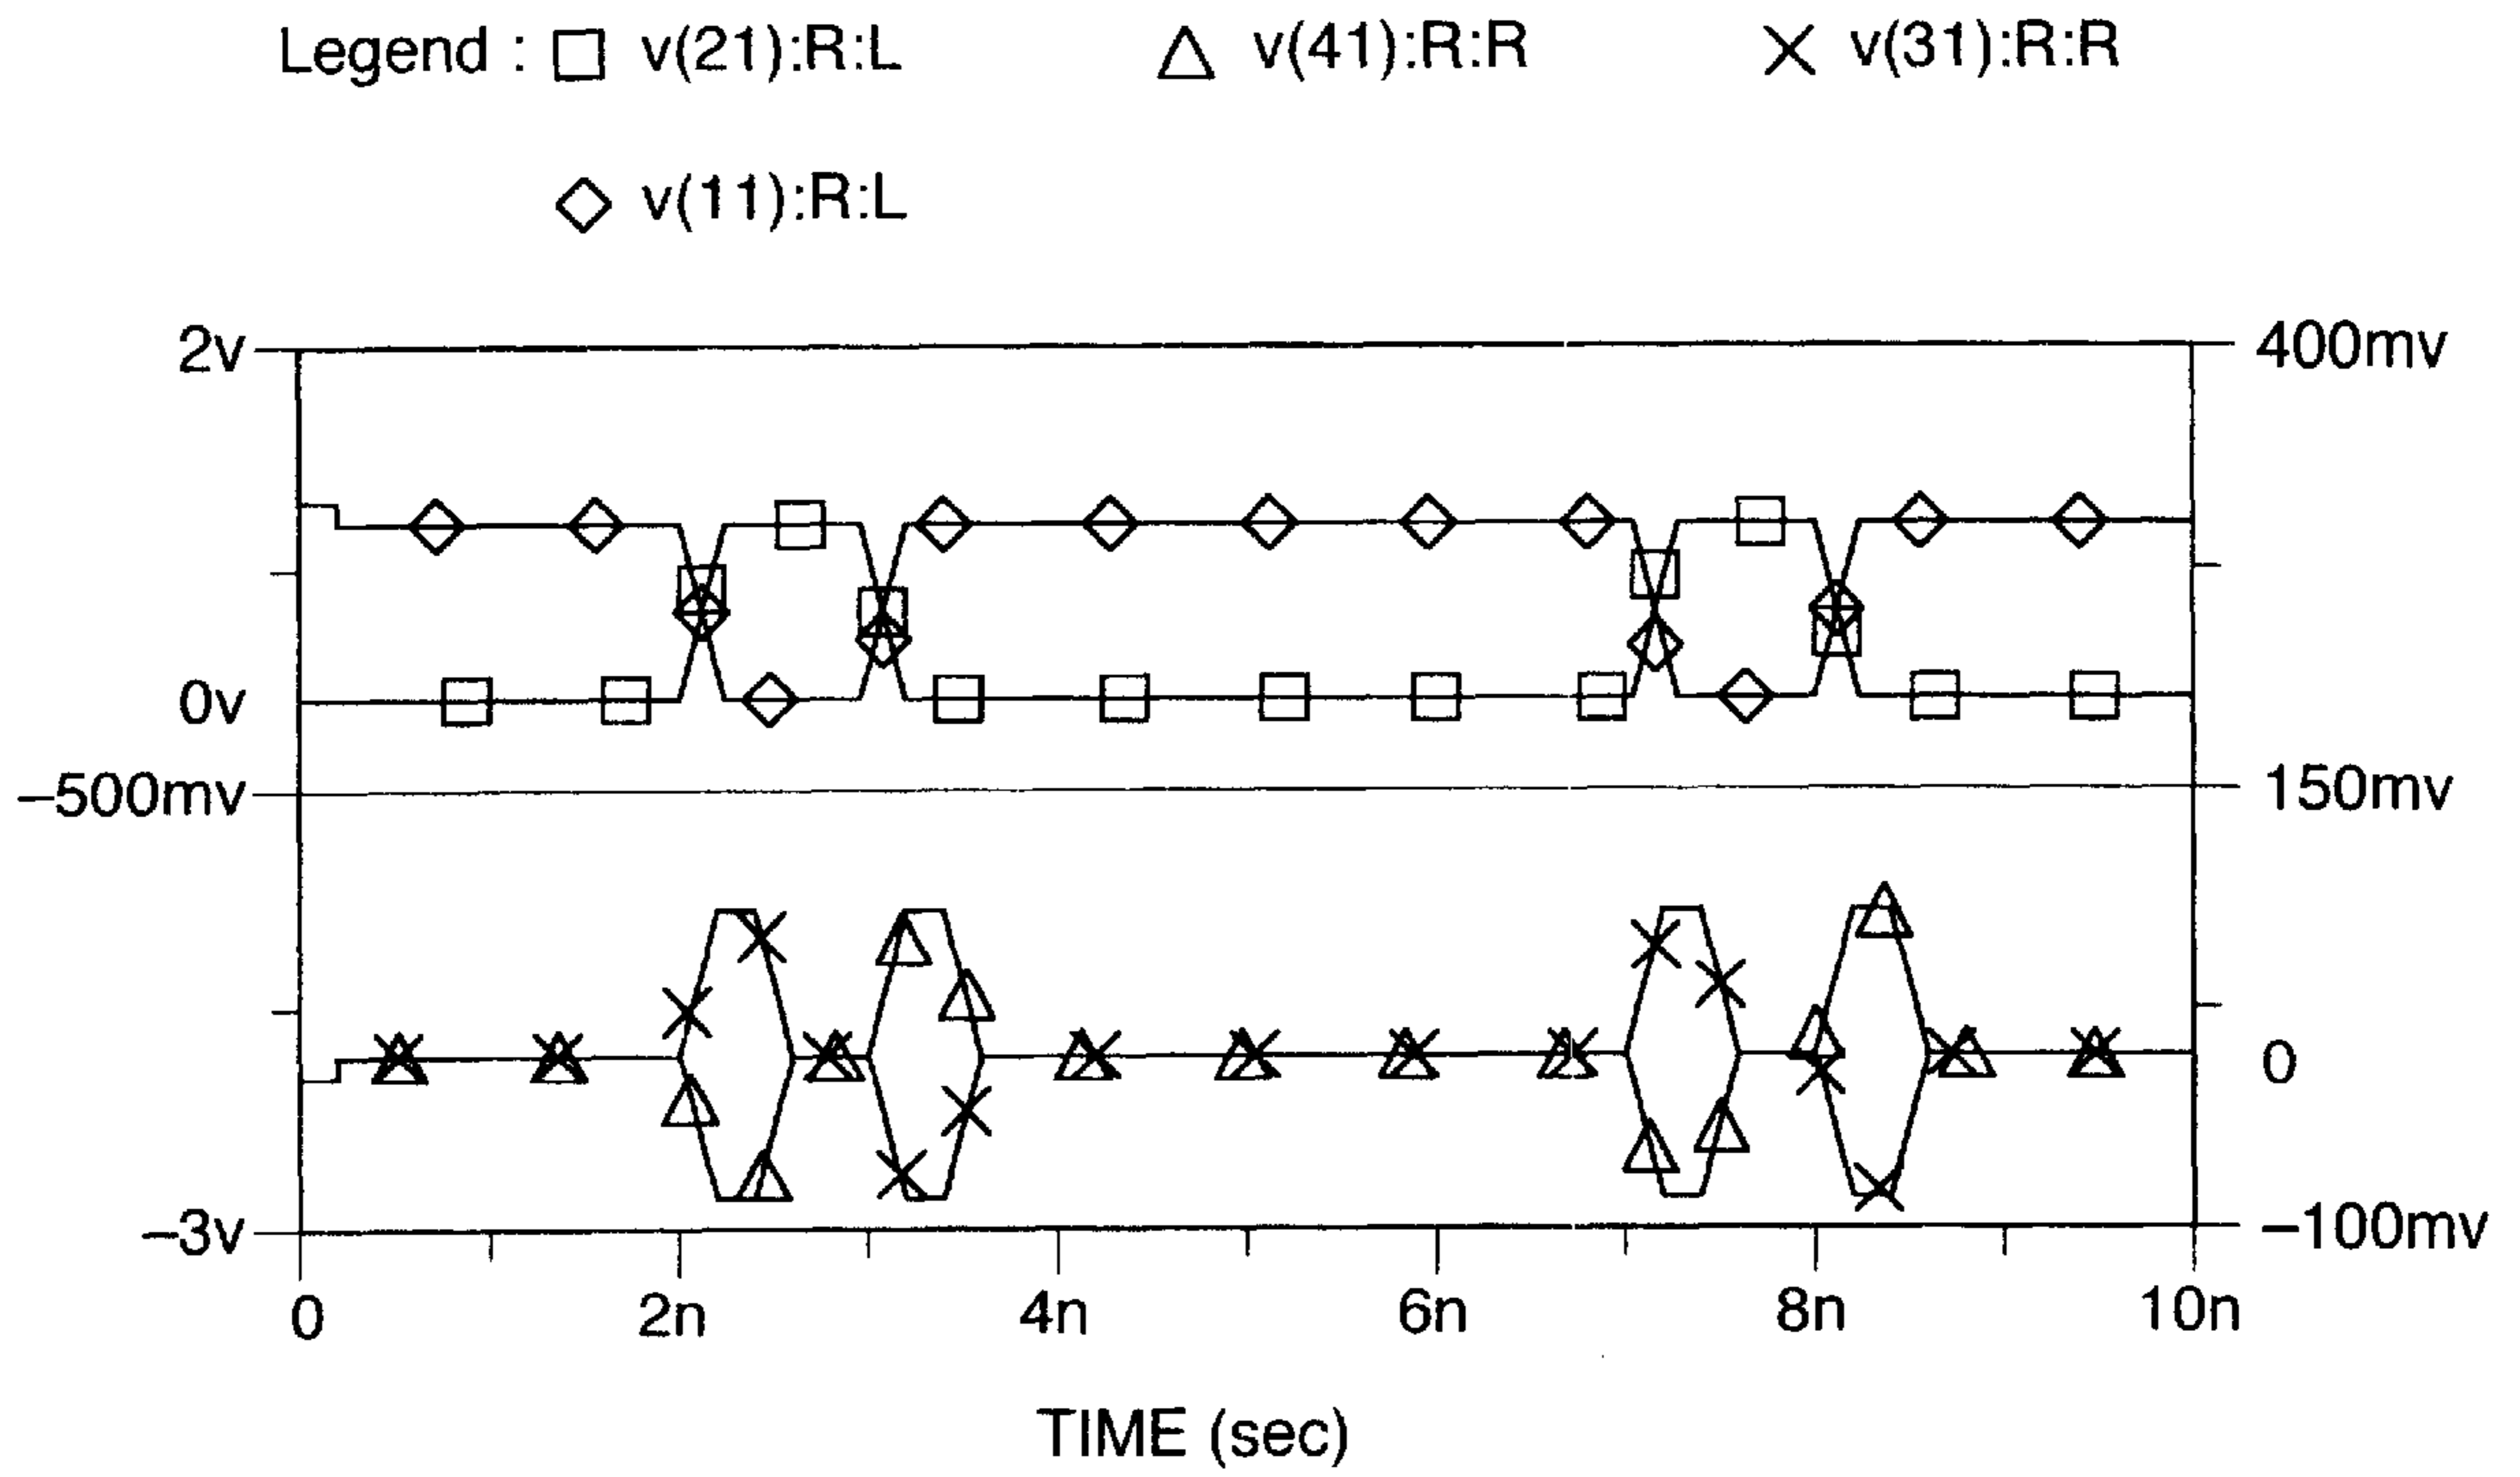 Legend : □ v(21):R:L △ v(41):R:R × v(31):R:R
◇ v(11):R:L
2v 400mv
0v
−500mv 150mv
0
−3v −100mv
0 2n 4n 6n 8n 10n
TIME (sec)